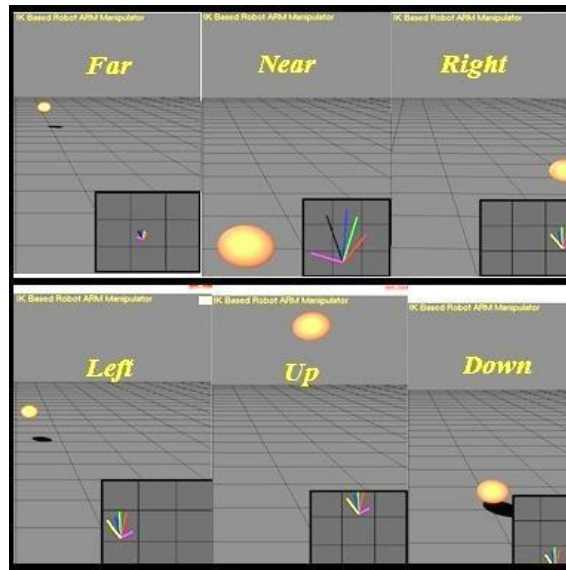 IK Based Robot ARM Manipulator
Far
IK Based Robot ARM Manipulator
Near
IK Based Robot ARM Manipulator
Right
IK Based Robot ARM Manipulator
Left
IK Based Robot ARM Manipulator
Up
IK Based Robot ARM Manipulator
Down